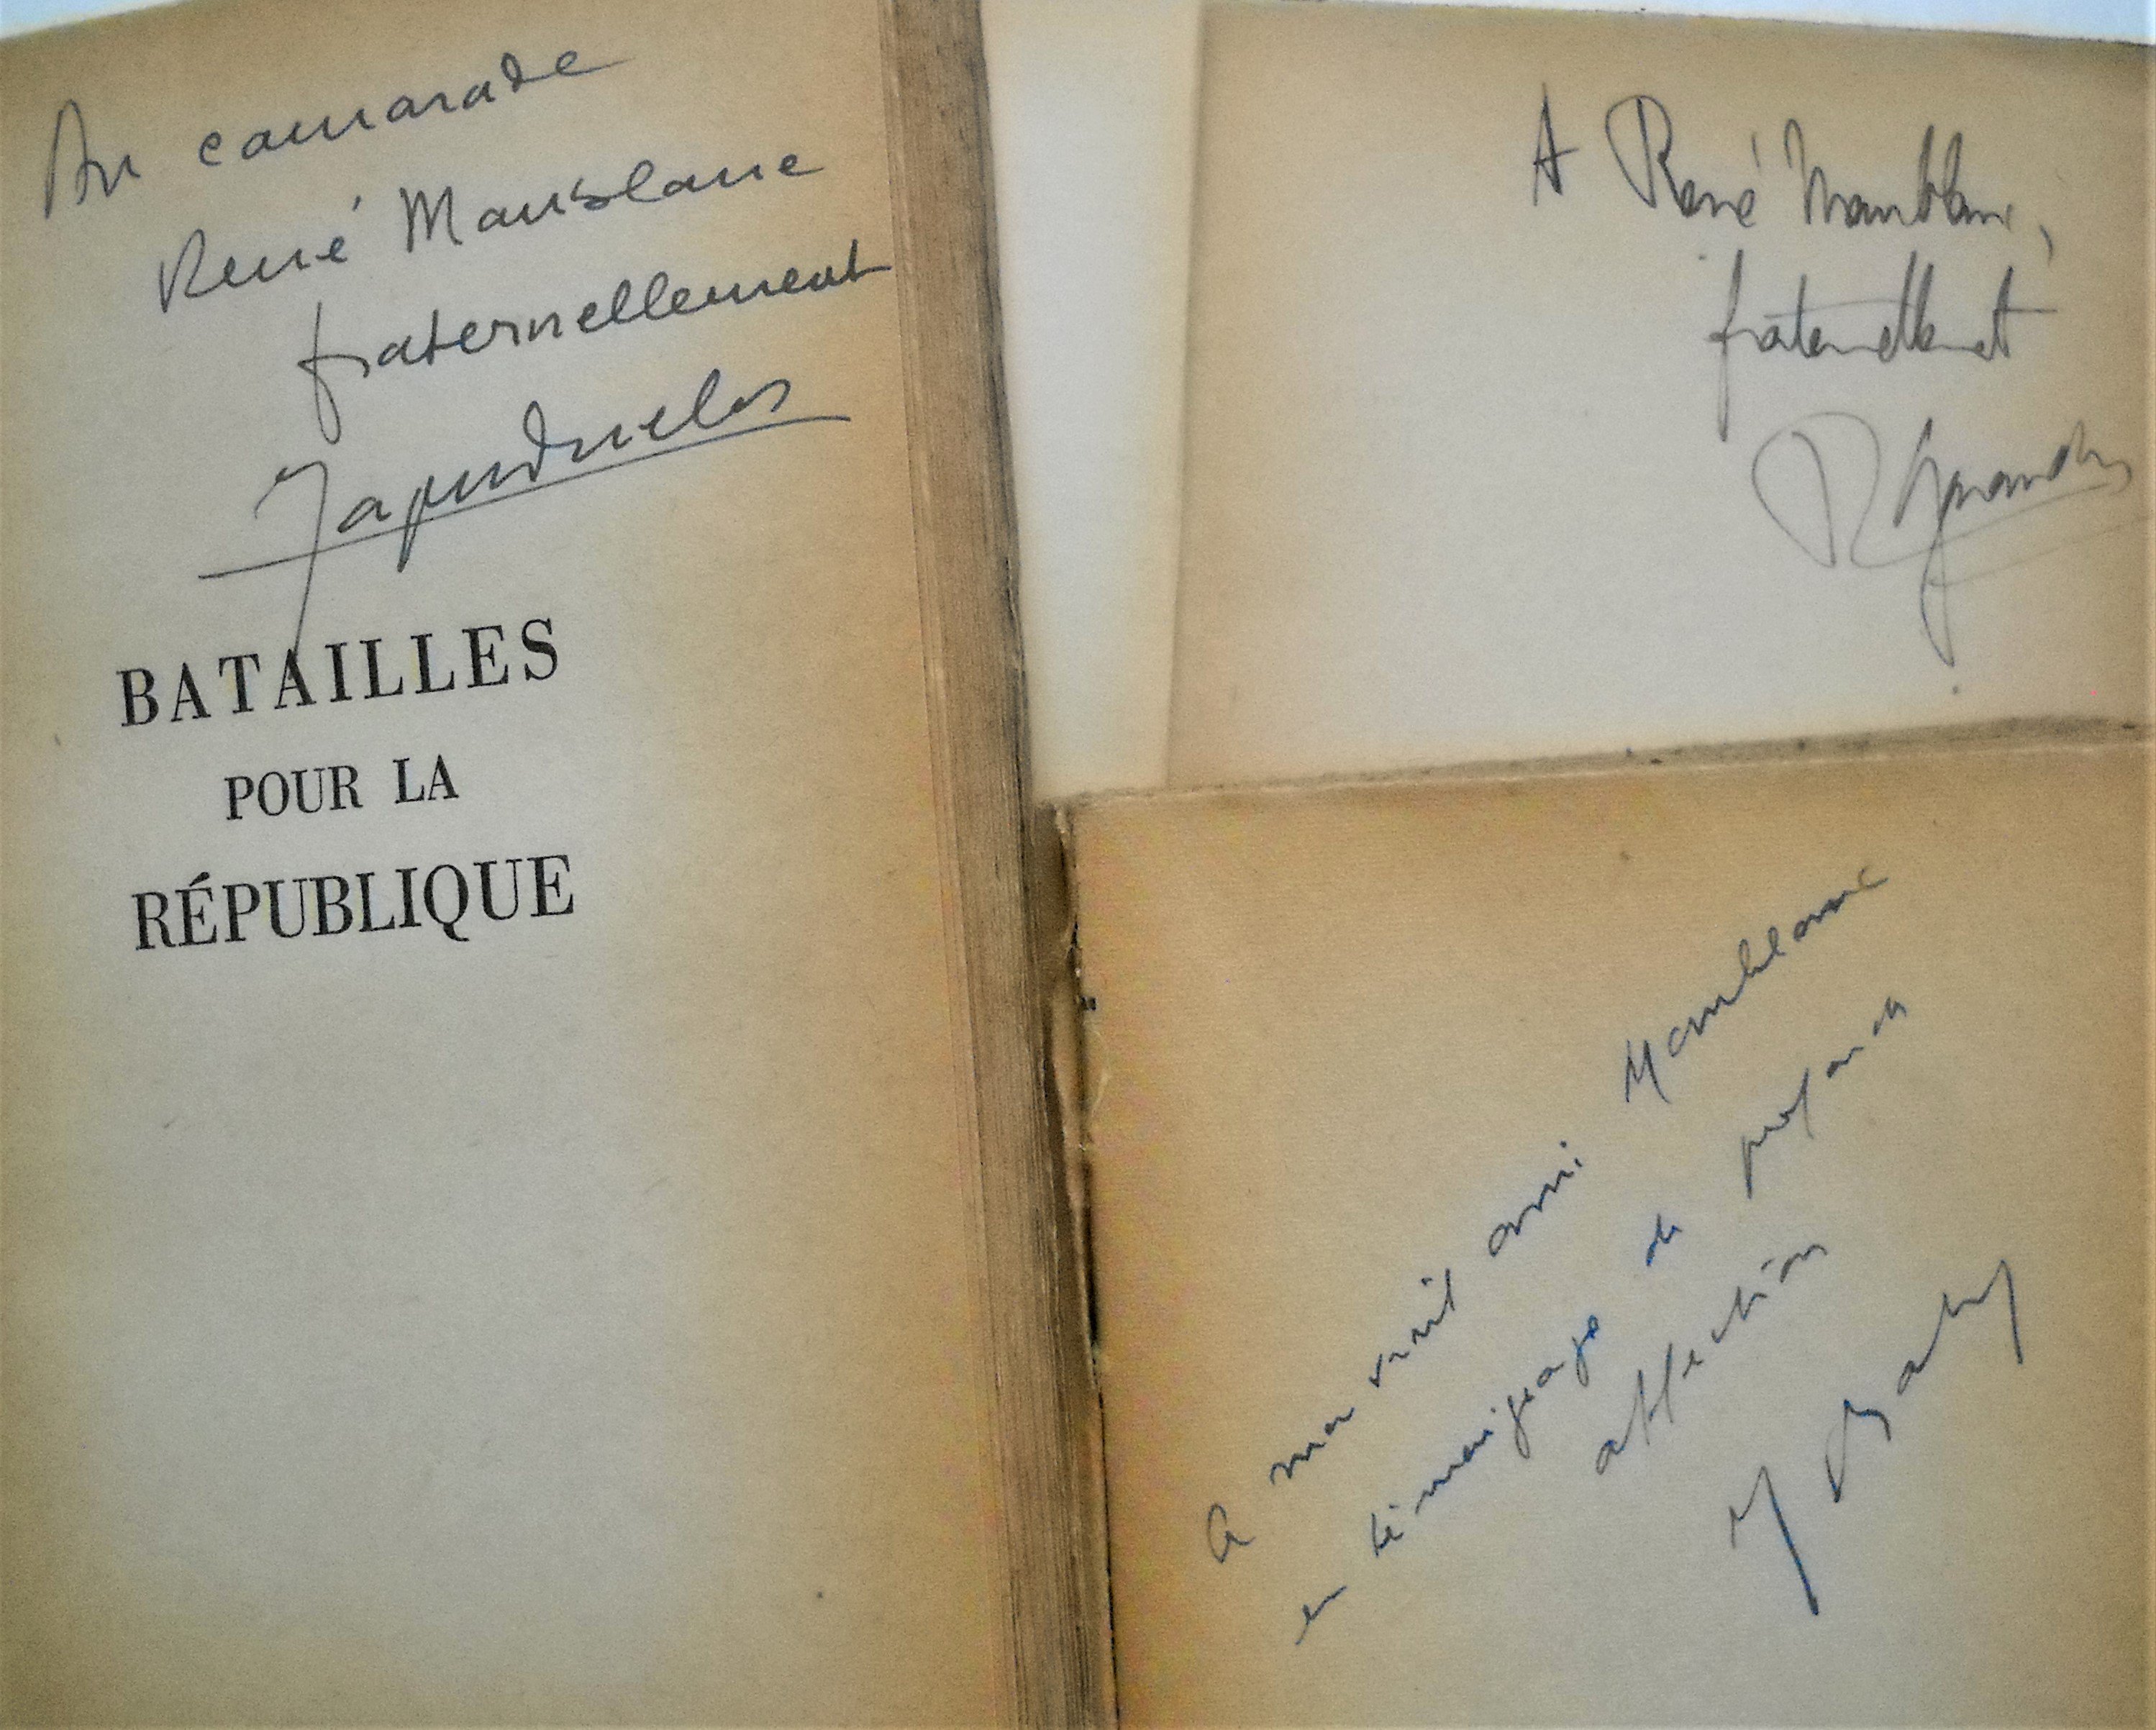 Au camarade
René Maublanc
fraternellement
Jacques Duclos
BATAILLES
POUR LA
RÉPUBLIQUE
A René Maublanc,
fraternellement
R Garaudy
A mon vieil ami Maublanc
en témoignage de profonde
affection